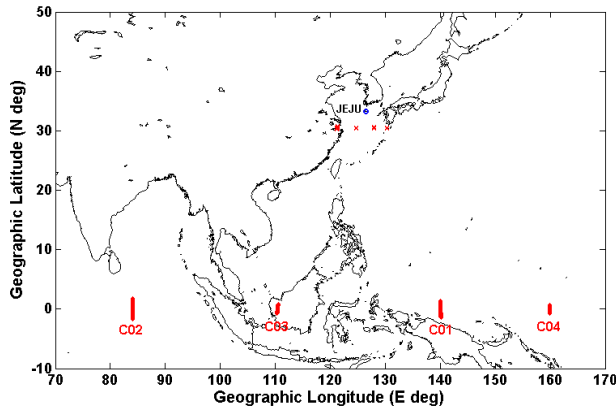 50
40
30
20
10
0
-10
Geographic Latitude (N deg)
JEJU
C02
C03
C01
C04
70 80 90 100 110 120 130 140 150 160 170
Geographic Longitude (E deg)